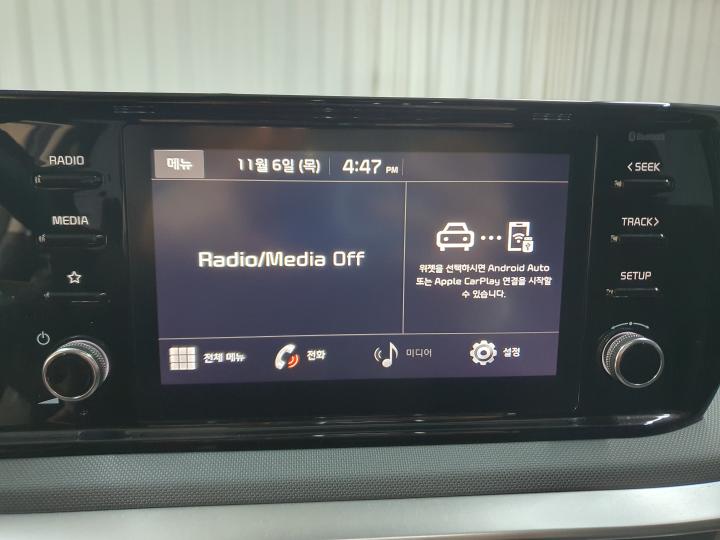 Bluetooth
RADIO
MEDIA
메뉴
11월 6일 (목)
4:47 PM
Radio/Media Off
위젯을 선택하시면 Android Auto
또는 Apple CarPlay 연결을 시작할
수 있습니다.
전체 메뉴
전화
미디어
설정
< SEEK
TRACK >
SETUP